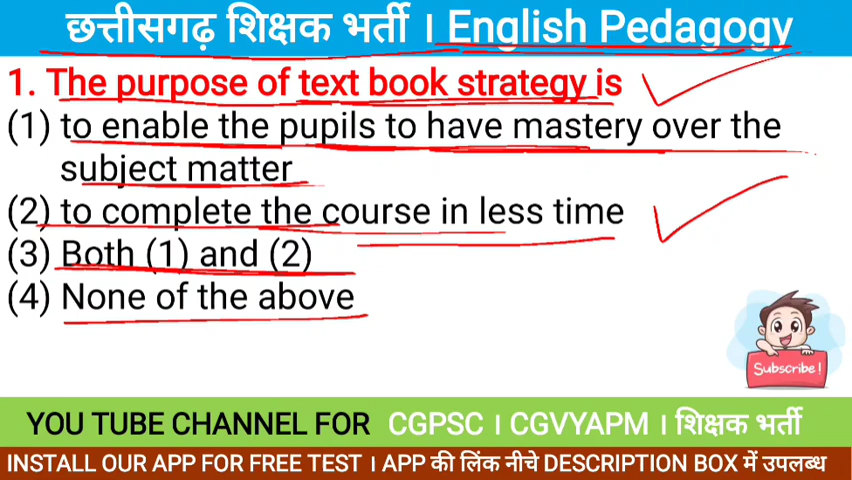 छत्तीसगढ़ शिक्षक भर्ती । English Pedagogy
1. The purpose of text book strategy is
(1) to enable the pupils to have mastery over the
subject matter
(2) to complete the course in less time
(3) Both (1) and (2)
(4) None of the above
Subscribe!
YOU TUBE CHANNEL FOR CGPSC । CGVYAPM । शिक्षक भर्ती
INSTALL OUR APP FOR FREE TEST । APP की लिंक नीचे DESCRIPTION BOX में उपलब्ध